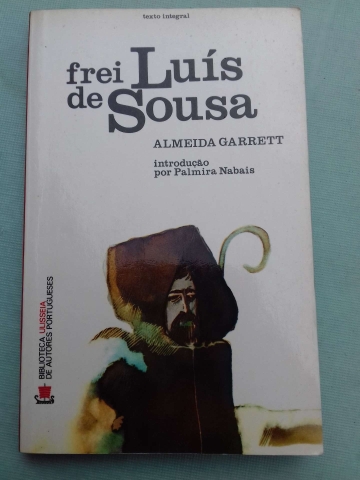 texto integral
frei Luís
de Sousa
ALMEIDA GARRETT
introdução
por Palmira Nabais
BIBLIOTECA ULISSEIA
DE AUTORES PORTUGUESES